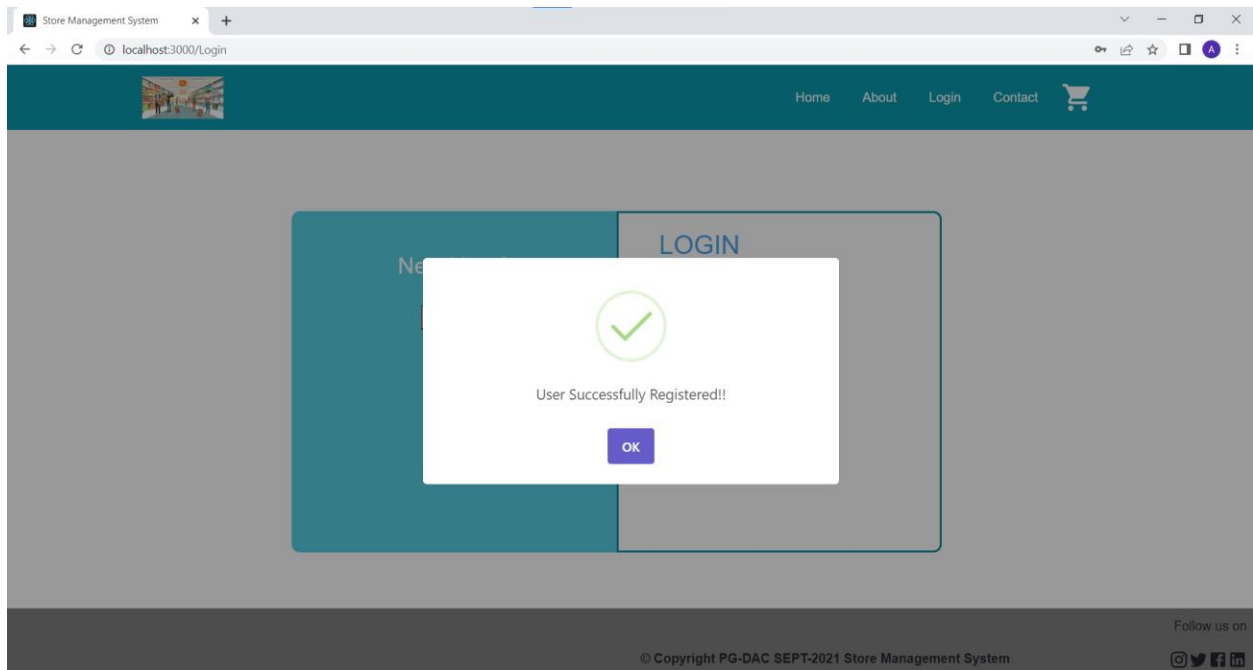 Store Management System
localhost:3000/Login
A
Home About Login Contact
LOGIN
User Successfully Registered!!
OK
Follow us on
© Copyright PG-DAC SEPT-2021 Store Management System